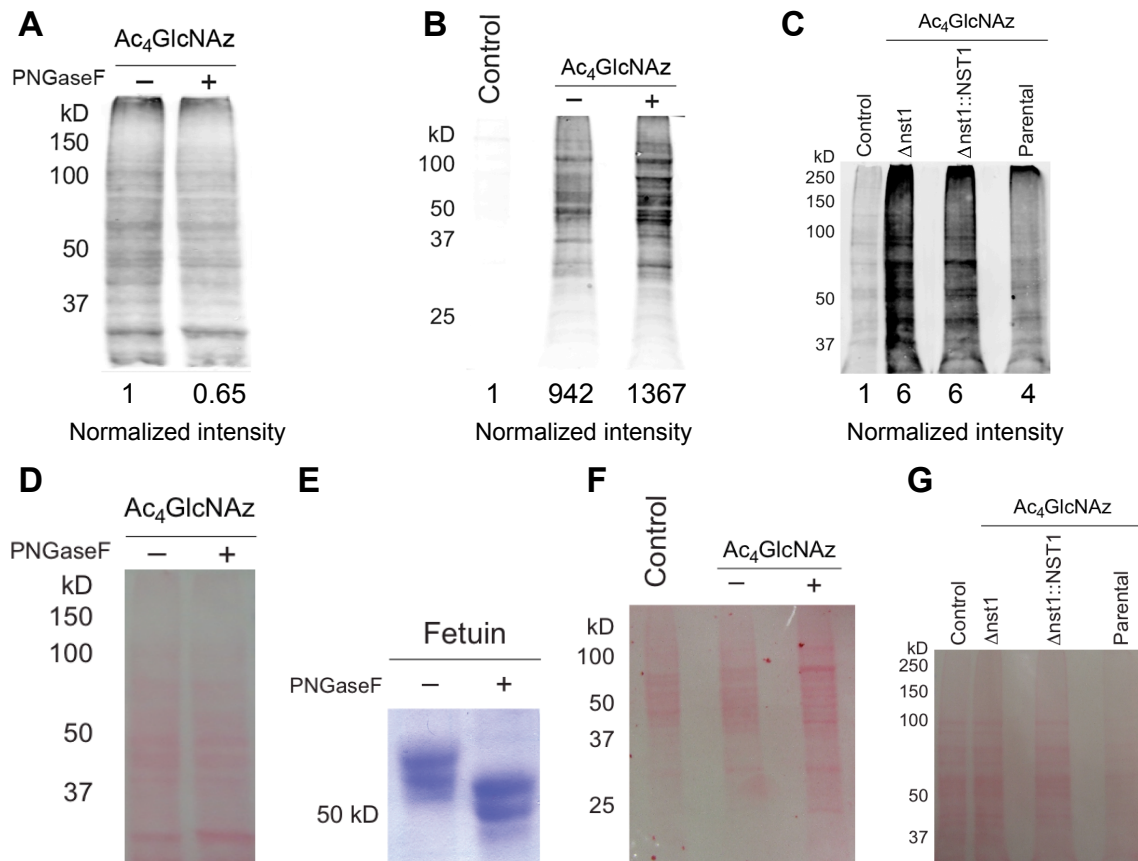 A
Ac₄GlcNAz
PNGaseF − +
kD
150
100
50
37
1 0.65
Normalized intensity
B
Control
Ac₄GlcNAz
− +
kD
100
50
37
25
1 942 1367
Normalized intensity
C
Ac₄GlcNAz
Control
Δnst1
Δnst1::NST1
Parental
kD
250
150
100
50
37
1 6 6 4
Normalized intensity
D
Ac₄GlcNAz
PNGaseF − +
kD
150
100
50
37
E
Fetuin
PNGaseF − +
50 kD
F
Control
Ac₄GlcNAz
− +
kD
100
50
37
25
G
Ac₄GlcNAz
Control
Δnst1
Δnst1::NST1
Parental
kD
250
150
100
50
37